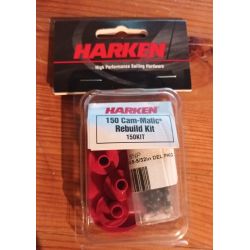 HARKEN
High Performance Sailing Hardware
HARKEN
150 Cam-Matic®
Rebuild Kit
150KIT